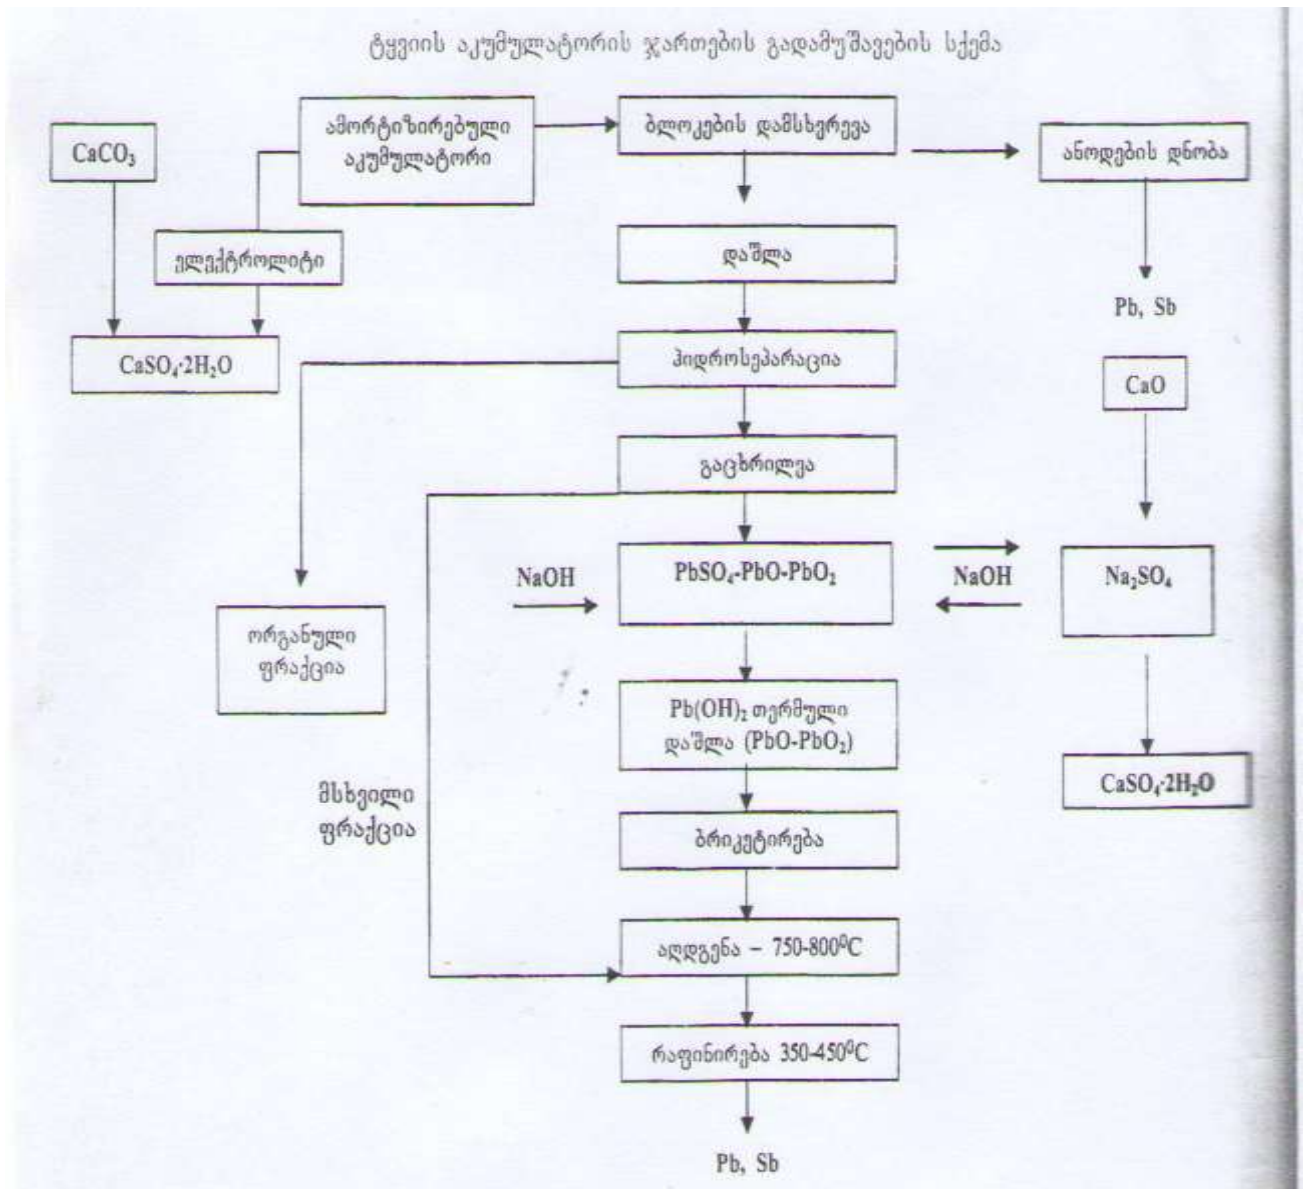 ტყვიის აკუმულატორის ჯართების გადამუშავების სქემა
CaCO₃
ამორტიზირებული
აკუმულატორი
ბლოკების დამსხვრევა
ანოდების დნობა
ელექტროლიტი
დაშლა
Pb, Sb
CaSO₄·2H₂O
ჰიდროსეპარაცია
CaO
გაცხრილვა
NaOH
PbSO₄-PbO-PbO₂
NaOH
Na₂SO₄
ორგანული
ფრაქცია
Pb(OH)₂ თერმული
დაშლა (PbO-PbO₂)
CaSO₄·2H₂O
მსხვილი
ფრაქცია
ბრიკეტირება
აღდგენა – 750-800⁰C
რაფინირება 350-450⁰C
Pb, Sb